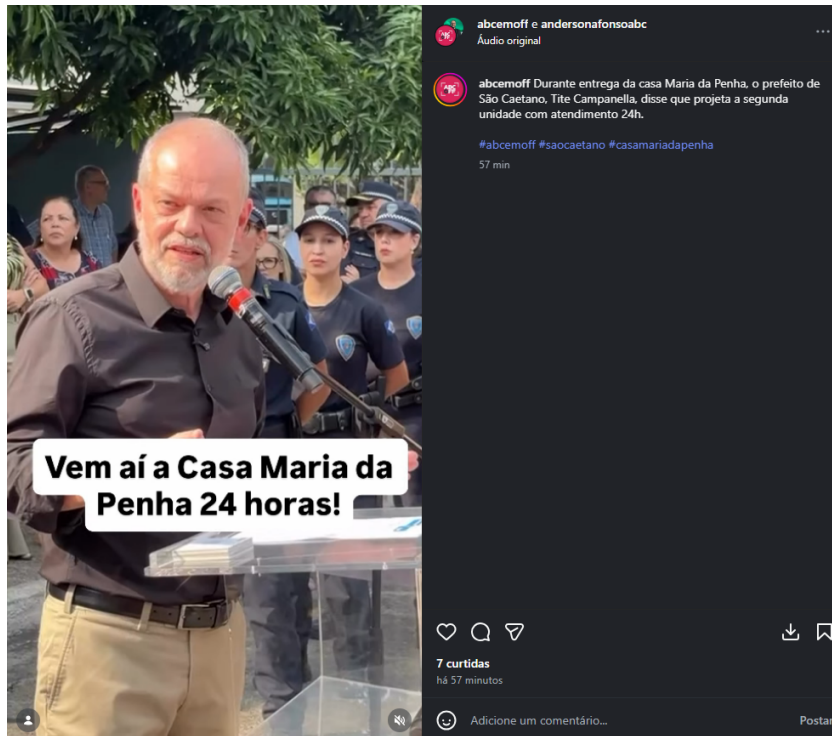 Vem aí a Casa Maria da
Penha 24 horas!
abcemoff e andersonafonsoabc
Áudio original
abcemoff Durante entrega da casa Maria da Penha, o prefeito de
São Caetano, Tite Campanella, disse que projeta a segunda
unidade com atendimento 24h.
#abcemoff #saocaetano #casamariadapenha
57 min
7 curtidas
há 57 minutos
Adicione um comentário...
Postar